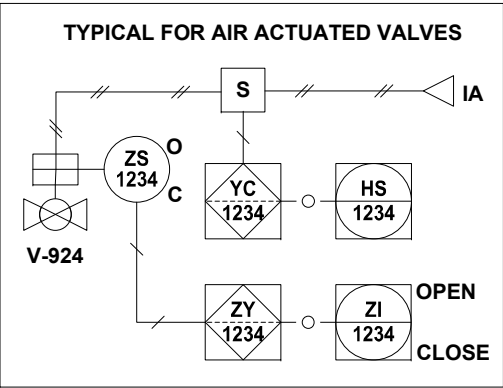 TYPICAL FOR AIR ACTUATED VALVES
S
IA
ZS
1234
O
C
YC
1234
HS
1234
V-924
ZY
1234
ZI
1234
OPEN
CLOSE